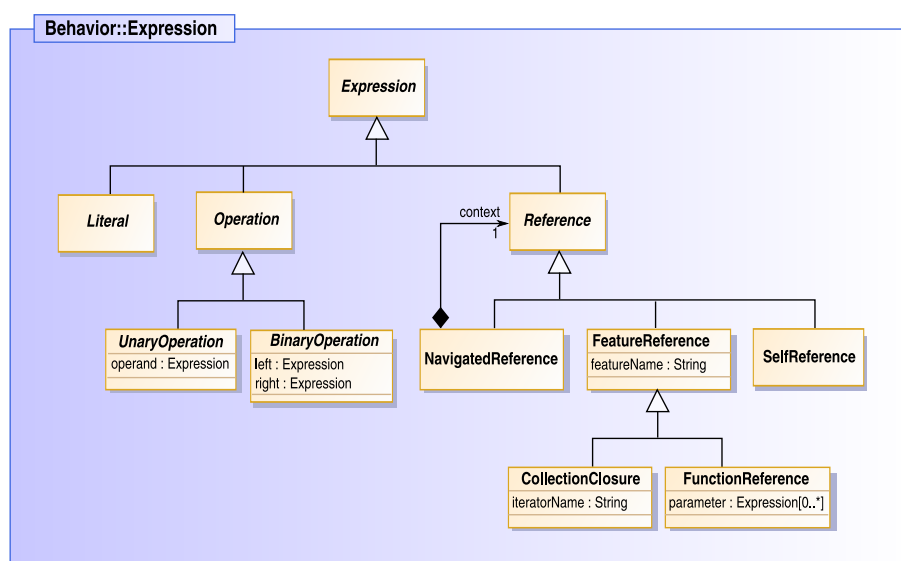 Behavior::Expression
Expression
Literal
Operation
context
1
Reference
UnaryOperation
operand : Expression
BinaryOperation
left : Expression
right : Expression
NavigatedReference
FeatureReference
featureName : String
SelfReference
CollectionClosure
iteratorName : String
FunctionReference
parameter : Expression[0..*]